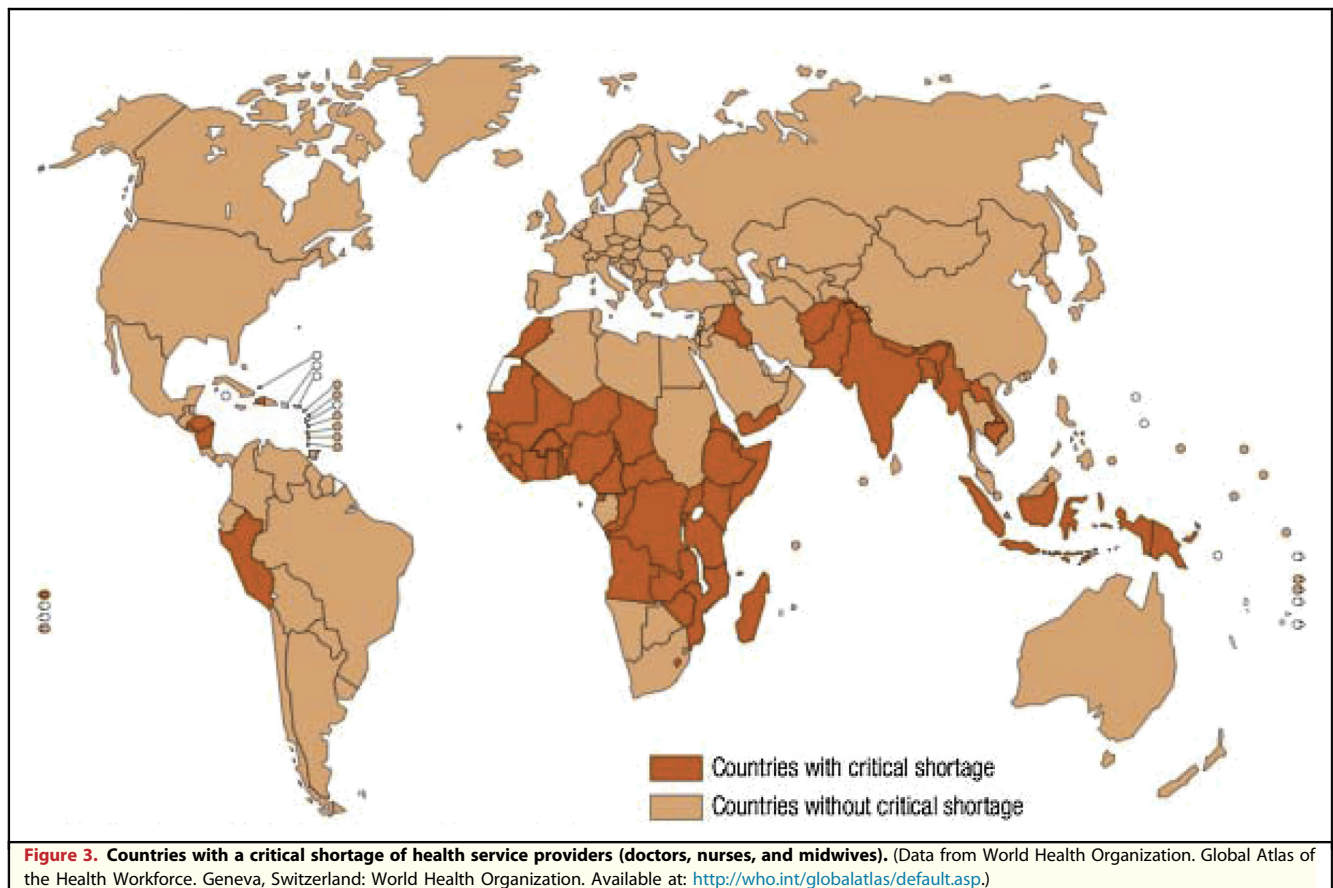 Countries with critical shortage
Countries without critical shortage
Figure 3. Countries with a critical shortage of health service providers (doctors, nurses, and midwives). (Data from World Health Organization. Global Atlas of
the Health Workforce. Geneva, Switzerland: World Health Organization. Available at: http://who.int/globalatlas/default.asp.)